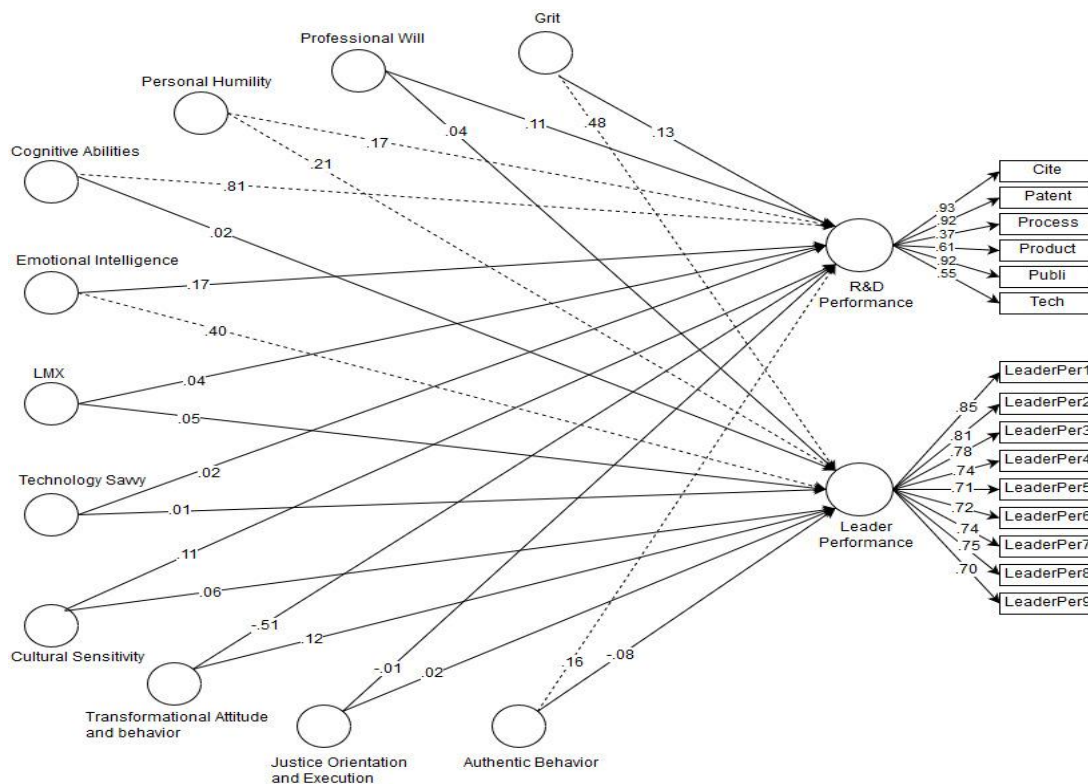 Grit
Professional Will
Personal Humility
.04
.11
.48
.13
.17
.21
Cognitive Abilities
.81
.02
Cite
Patent
Process
Product
Publi
Tech
.93
.92
.37
.61
.92
.55
R&D
Performance
Emotional Intelligence
.17
.40
LMX
.04
.05
Technology Savvy
.02
.01
LeaderPer1
LeaderPer2
LeaderPer3
LeaderPer4
LeaderPer5
LeaderPer6
LeaderPer7
LeaderPer8
LeaderPer9
.85
.81
.78
.74
.71
.72
.74
.75
.70
Leader
Performance
Cultural Sensitivity
.11
.06
Transformational Attitude
and behavior
-.51
.12
Justice Orientation
and Execution
-.01
.02
Authentic Behavior
.16
-.08